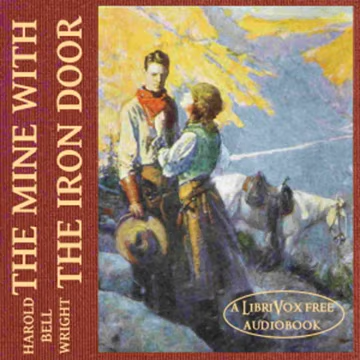 HAROLD
BELL
WRIGHT
THE MINE WITH
THE IRON DOOR
A LIBRIVOX FREE
AUDIOBOOK